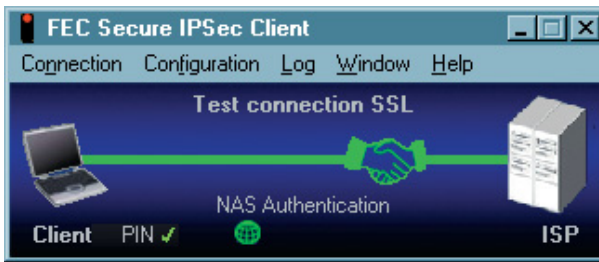 FEC Secure IPSec Client
Connection Configuration Log Window Help
Test connection SSL
NAS Authentication
Client PIN ✓ ISP